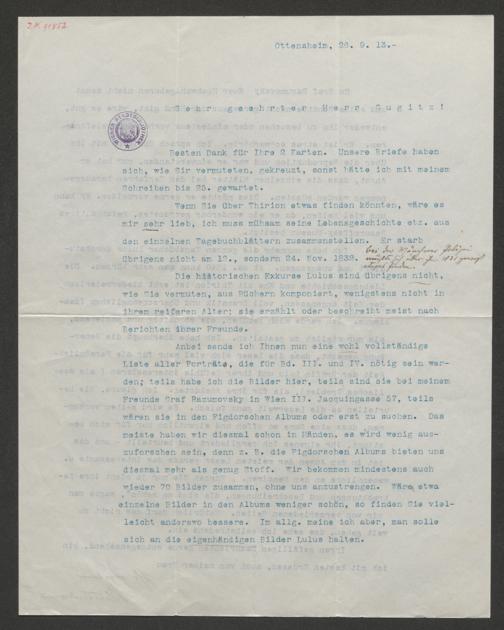 Ottensheim, 26. 9. 13.-
Sehr geehrter Herr Gugitz!
Besten Dank für Ihre 2 Karten. Unsere Briefe haben
sich, wie Sir vermuteten, gekreuzt, sonst hätte ich mit meinem
Schreiben bis 25. gewartet.
Wenn Sie über Thirion etwas finden könnten, wäre es
mir sehr lieb, ich muss mühsam seine Lebensgeschichte etz. aus
den einzelnen Tagebuchblättern zusammenstellen. Er starb
übrigens nicht am 12., sondern 24. Nov. 1839.
Die historischen Exkurse Lulus sind übrigens nicht,
wie Sie vermuten, aus Büchern komponiert, wenigstens nicht in
ihrem reiferen Alter; sie erzählt oder beschreibt meist nach
Berichten ihrer Freunde.
Anbei sende ich Ihnen nun eine wohl vollständige
Liste aller Porträts, die für Bd. III. und IV. nötig sein wer-
den; teils habe ich die Bilder hier, teils sind die bei meinem
Freunde Graf Razumovsky in Wien III. Jacquingasse 57, teils
wären sie in den Figdorschen Albums oder erst zu suchen. Das
meiste haben wir diesmal schon in Händen, es wird wenig aus-
zuforschen sein, denn z. B. die Figdorschen Albums bieten uns
diesmal mehr als genug Stoff. Wir bekommen mindestens auch
wieder 70 Bilder zusammen, ohne uns anzustrengen. Wäre etwa
einzelne Bilder in den Albums weniger schön, so finden Sie viel-
leicht anderswo bessere. Im allg. meine ich aber, man solle
sich an die eigenhändigen Bilder Lulus halten.